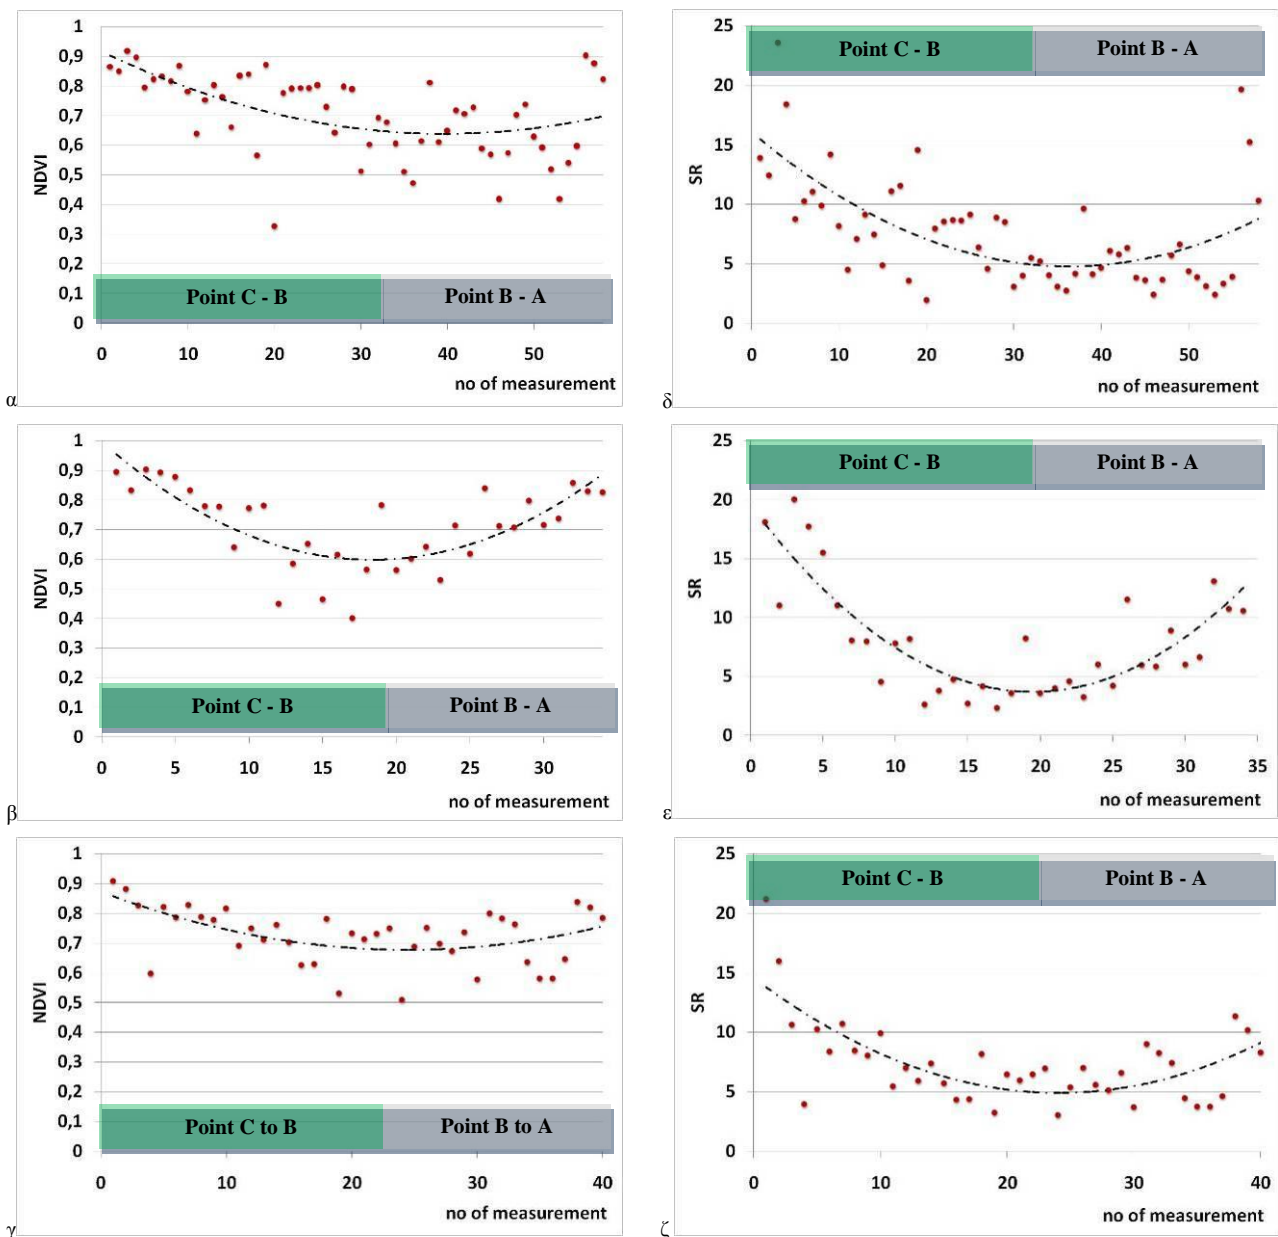 1
0,9
0,8
0,7
0,6
0,5
0,4
0,3
0,2
0,1
0
NDVI
Point C - B
Point B - A
0 10 20 30 40 50
no of measurement
α
25
20
15
10
5
0
SR
Point C - B
Point B - A
0 10 20 30 40 50
no of measurement
δ
1
0,9
0,8
0,7
0,6
0,5
0,4
0,3
0,2
0,1
0
NDVI
Point C - B
Point B - A
0 5 10 15 20 25 30
no of measurement
β
25
20
15
10
5
0
SR
Point C - B
Point B - A
0 5 10 15 20 25 30 35
no of measurement
ε
1
0,9
0,8
0,7
0,6
0,5
0,4
0,3
0,2
0,1
0
NDVI
Point C to B
Point B to A
0 10 20 30 40
no of measurement
γ
25
20
15
10
5
0
SR
Point C - B
Point B - A
0 10 20 30 40
no of measurement
ζ